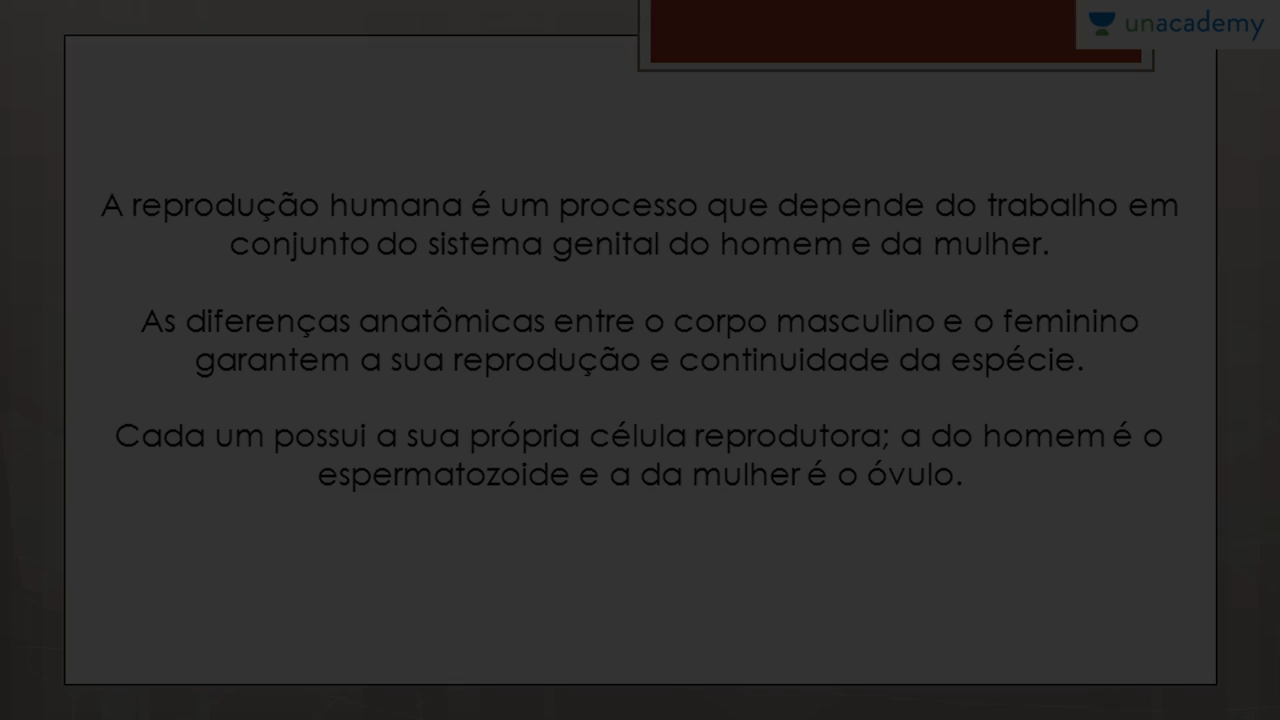 unacademy
A reprodução humana é um processo que depende do trabalho em
conjunto do sistema genital do homem e da mulher.
As diferenças anatômicas entre o corpo masculino e o feminino
garantem a sua reprodução e continuidade da espécie.
Cada um possui a sua própria célula reprodutora; a do homem é o
espermatozoide e a da mulher é o óvulo.